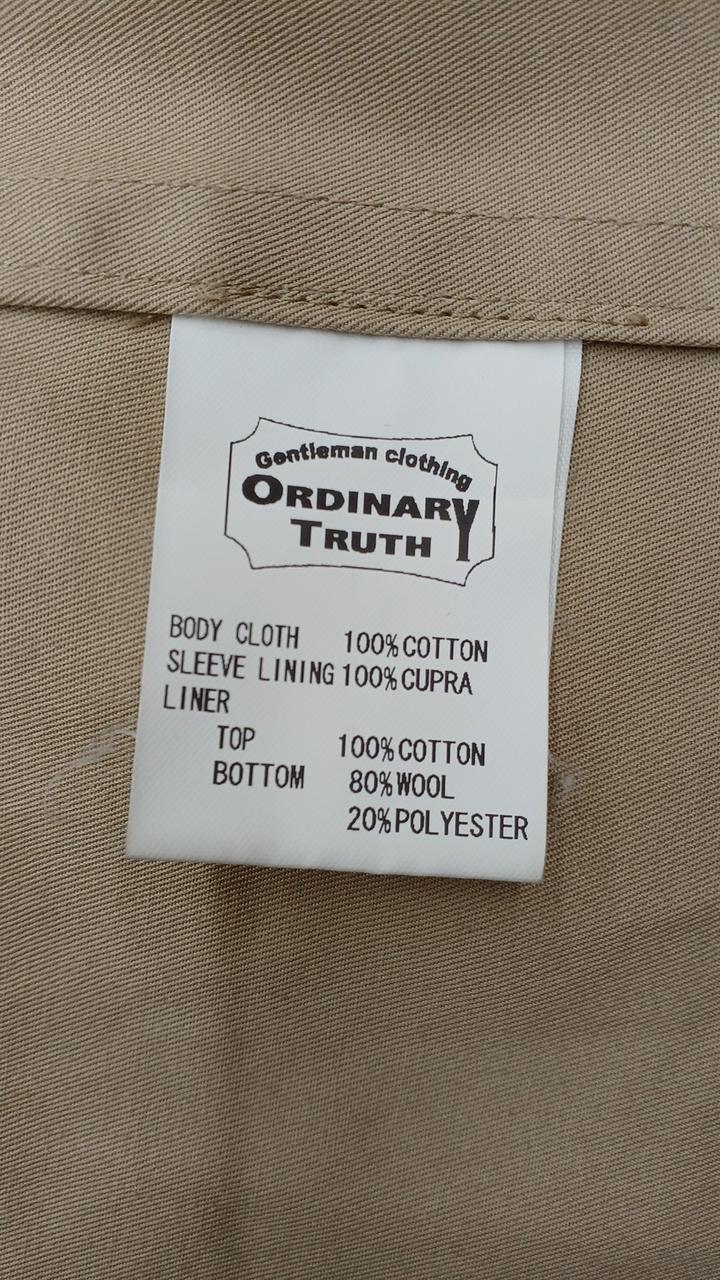 Gentleman clothing
ORDINARY
TRUTH
BODY CLOTH 100% COTTON
SLEEVE LINING 100% CUPRA
LINER
TOP 100% COTTON
BOTTOM 80% WOOL
20% POLYESTER